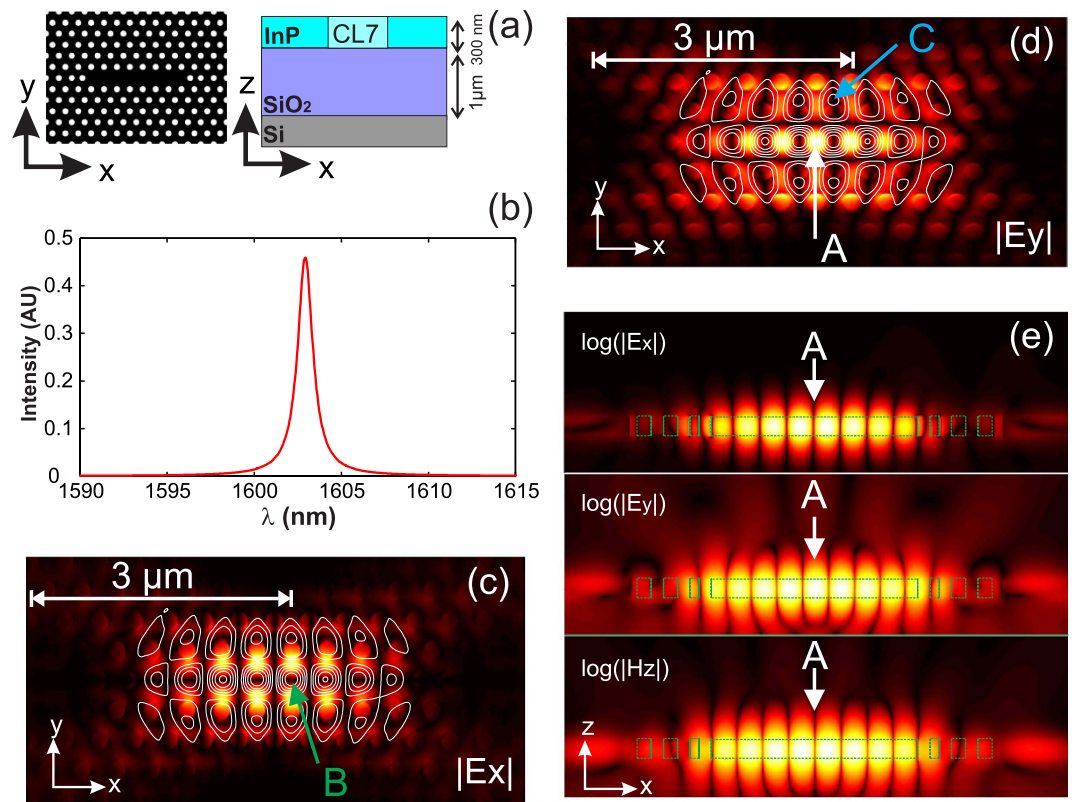 (a)
y
x
z
x
InP
CL7
SiO2
Si
300 nm
1µm
(b)
Intensity (AU)
0.5
0.4
0.3
0.2
0.1
0
1590
1595
1600
1605
1610
1615
λ (nm)
(c)
3 µm
B
y
x
|Ex|
(d)
3 µm
C
A
y
x
|Ey|
(e)
log(|Ex|)
A
log(|Ey|)
A
log(|Hz|)
A
z
x